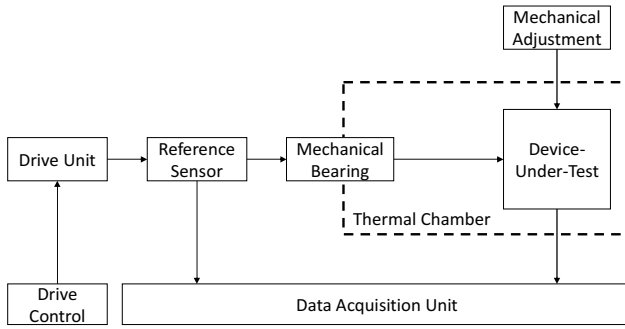 Mechanical
Adjustment
Drive Unit
Reference
Sensor
Mechanical
Bearing
Device-
Under-Test
Thermal Chamber
Drive
Control
Data Acquisition Unit